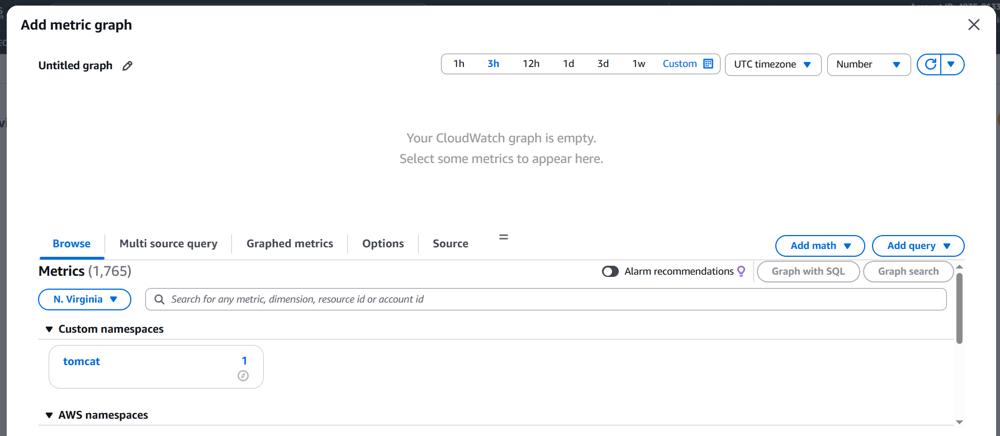 Add metric graph
Untitled graph
1h 3h 12h 1d 3d 1w Custom UTC timezone Number
Your CloudWatch graph is empty.
Select some metrics to appear here.
Browse Multi source query Graphed metrics Options Source Add math Add query
Metrics (1,765) Alarm recommendations Graph with SQL Graph search
N. Virginia Search for any metric, dimension, resource id or account id
Custom namespaces
tomcat 1
AWS namespaces